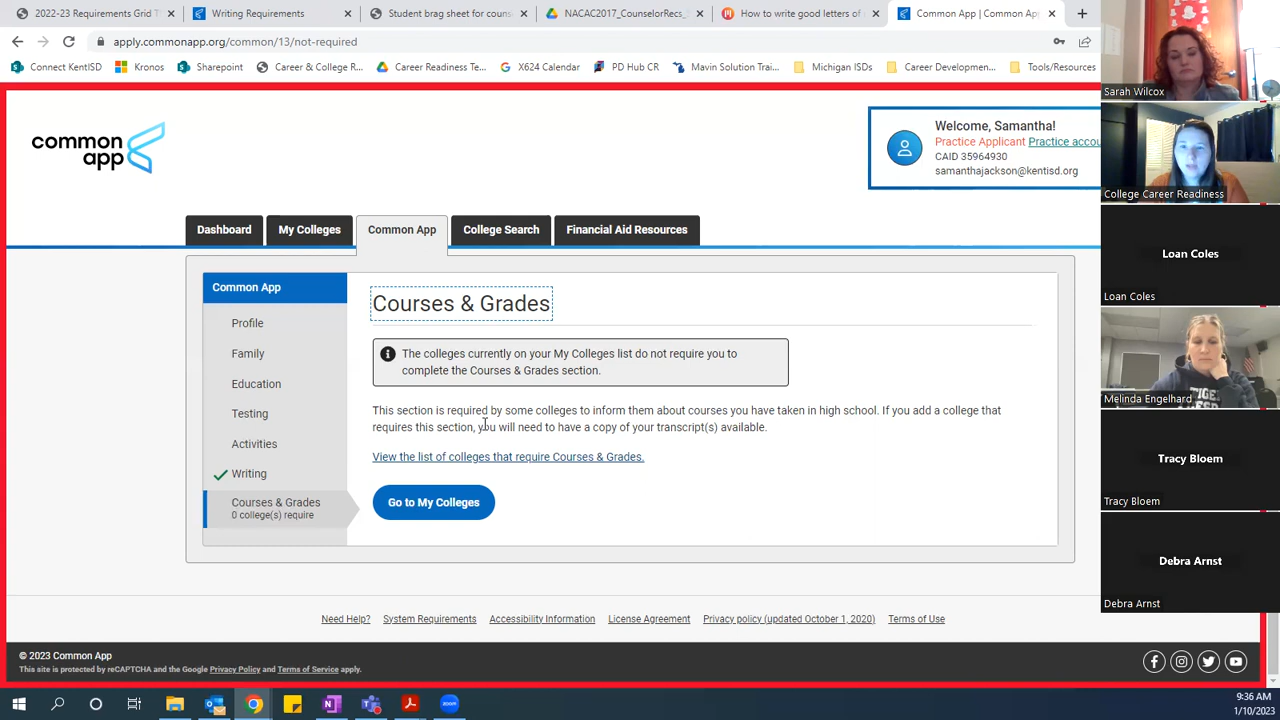 2022-23 Requirements Grid T
Writing Requirements
Student brag sheet for counse
NACAC2017_CounselorRecs_
How to write good letters of
Common App | Common App
apply.commonapp.org/common/13/not-required
Connect KentISD
Kronos
Sharepoint
Career & College R...
Career Readiness Te...
X624 Calendar
PD Hub CR
Mavin Solution Trai...
Michigan ISDs
Career Developmen...
Tools/Resources
common
app
Welcome, Samantha!
Practice Applicant Practice accou
CAID 35964930
samanthajackson@kentisd.org
Dashboard
My Colleges
Common App
College Search
Financial Aid Resources
Common App
Profile
Family
Education
Testing
Activities
Writing
Courses & Grades
0 college(s) require
Courses & Grades
The colleges currently on your My Colleges list do not require you to
complete the Courses & Grades section.
This section is required by some colleges to inform them about courses you have taken in high school. If you add a college that
requires this section, you will need to have a copy of your transcript(s) available.
View the list of colleges that require Courses & Grades.
Go to My Colleges
Need Help?
System Requirements
Accessibility Information
License Agreement
Privacy policy (updated October 1, 2020)
Terms of Use
© 2023 Common App
This site is protected by reCAPTCHA and the Google Privacy Policy and Terms of Service apply.
Sarah Wilcox
College Career Readiness
Loan Coles
Loan Coles
Melinda Engelhard
Tracy Bloem
Tracy Bloem
Debra Arnst
Debra Arnst
9:36 AM
1/10/2023